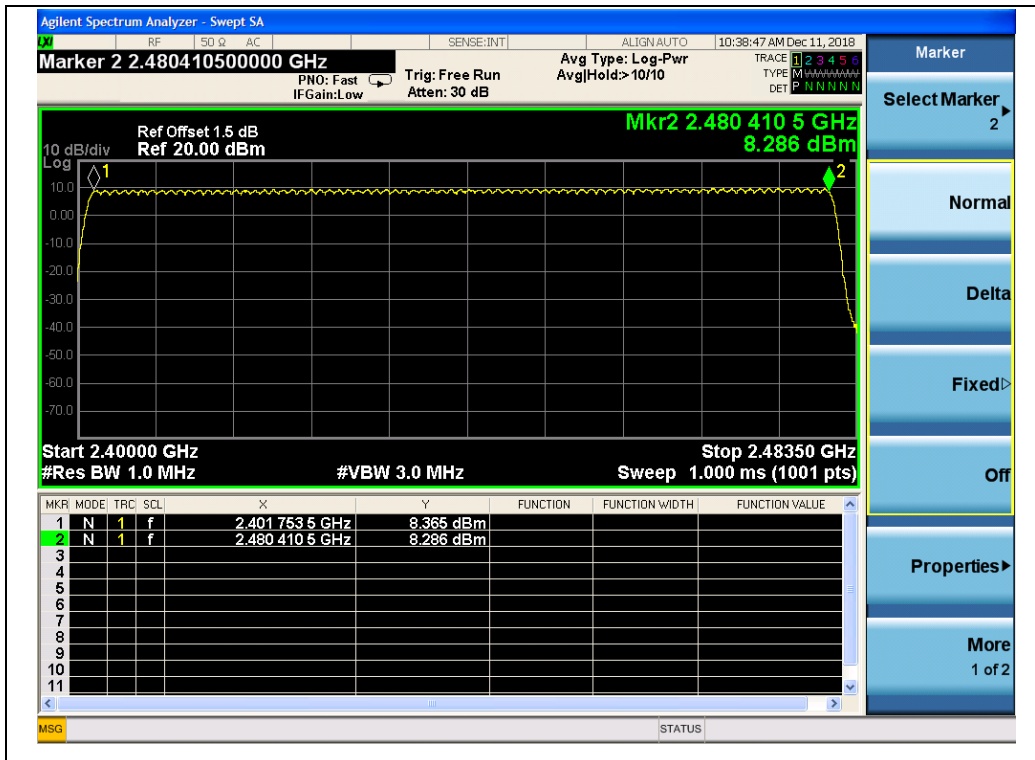 Agilent Spectrum Analyzer - Swept SA
LXI RF 50 Ω AC SENSE:INT ALIGN AUTO 10:38:47 AM Dec 11, 2018
Marker 2 2.480410500000 GHz
PNO: Fast
IFGain:Low
Trig: Free Run
Atten: 30 dB
Avg Type: Log-Pwr
Avg|Hold:>10/10
TRACE 1 2 3 4 5 6
TYPE M WWWWW
DET P N N N N N
Mkr2 2.480 410 5 GHz
8.286 dBm
Ref Offset 1.5 dB
10 dB/div Ref 20.00 dBm
Log
1
2
10.0
0.00
-10.0
-20.0
-30.0
-40.0
-50.0
-60.0
-70.0
Start 2.40000 GHz Stop 2.48350 GHz
#Res BW 1.0 MHz #VBW 3.0 MHz Sweep 1.000 ms (1001 pts)
MKR MODE TRC SCL X Y FUNCTION FUNCTION WIDTH FUNCTION VALUE
1 N 1 f 2.401 753 5 GHz 8.365 dBm
2 N 1 f 2.480 410 5 GHz 8.286 dBm
3
4
5
6
7
8
9
10
11
MSG STATUS
Marker
Select Marker
2
Normal
Delta
Fixed
Off
Properties
More
1 of 2